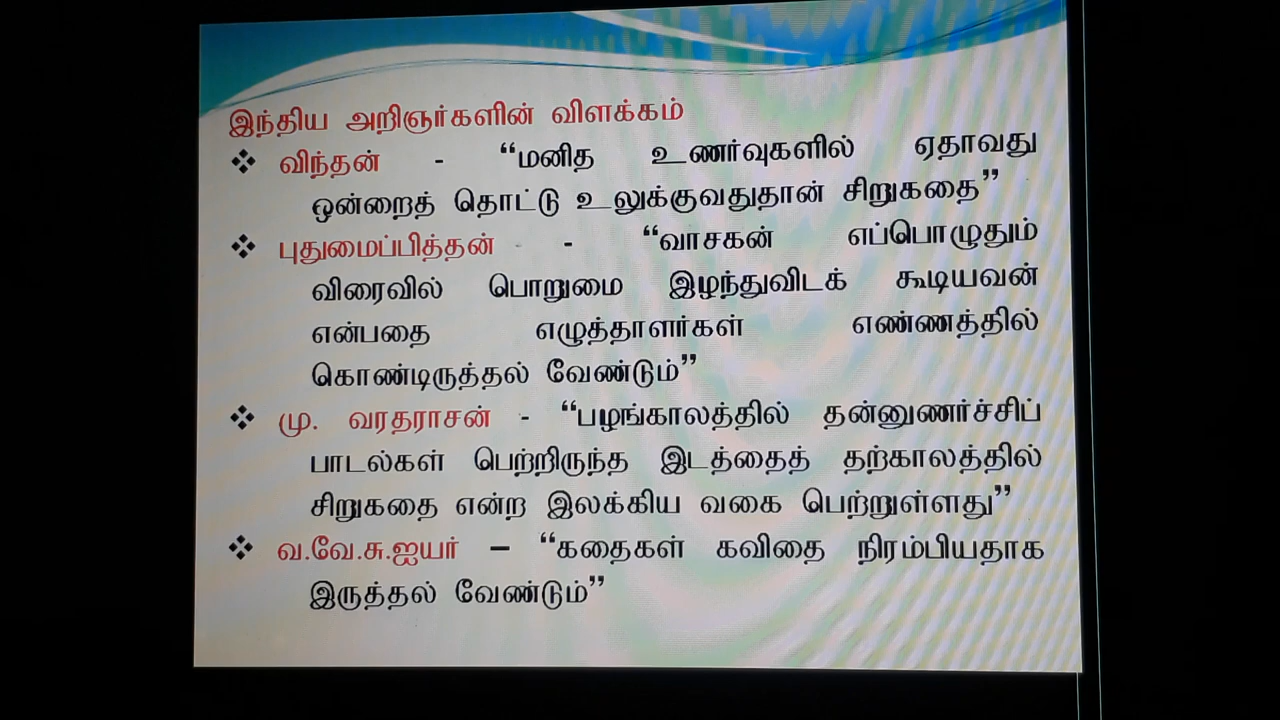 இந்திய அறிஞர்களின் விளக்கம்
❖ விந்தன் - “மனித உணர்வுகளில் ஏதாவது
ஒன்றைத் தொட்டு உலுக்குவதுதான் சிறுகதை”
❖ புதுமைப்பித்தன் - “வாசகன் எப்பொழுதும்
விரைவில் பொறுமை இழந்துவிடக் கூடியவன்
என்பதை எழுத்தாளர்கள் எண்ணத்தில்
கொண்டிருத்தல் வேண்டும்”
❖ மு. வரதராசன் - “பழங்காலத்தில் தன்னுணர்ச்சிப்
பாடல்கள் பெற்றிருந்த இடத்தைத் தற்காலத்தில்
சிறுகதை என்ற இலக்கிய வகை பெற்றுள்ளது”
❖ வ.வே.சு.ஐயர் – “கதைகள் கவிதை நிரம்பியதாக
இருத்தல் வேண்டும்”